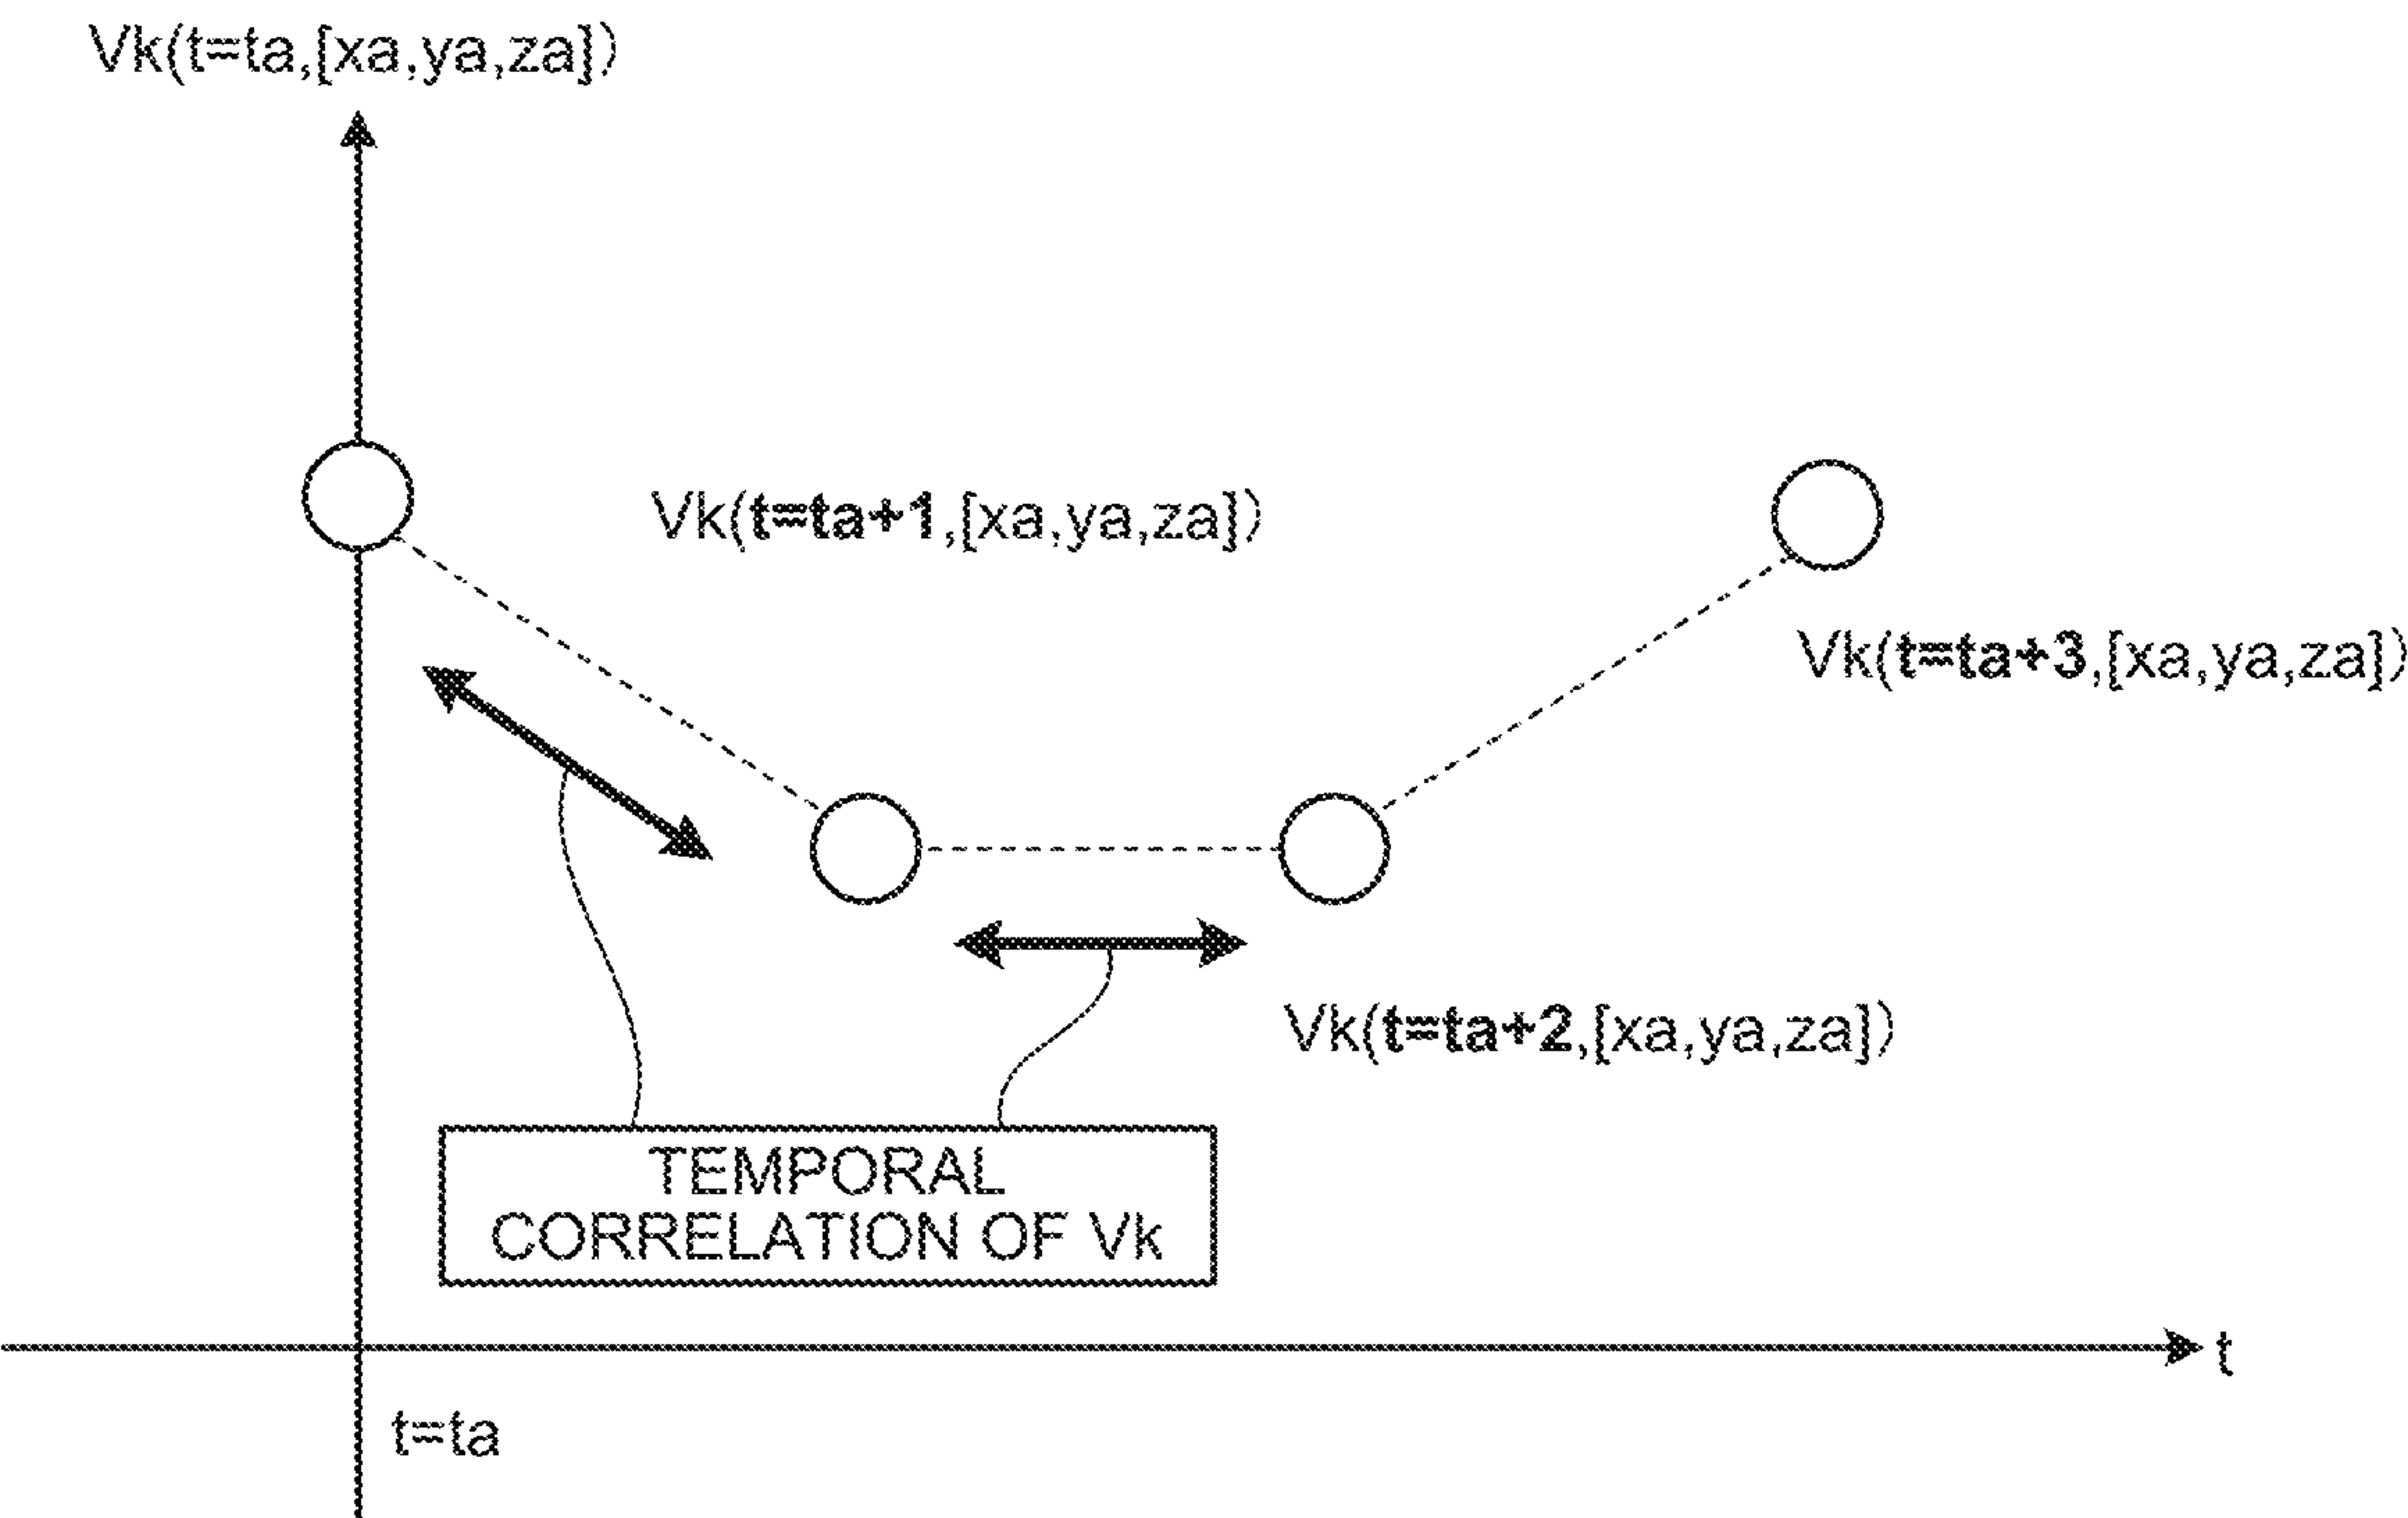 Vk(t=ta,[xa,ya,za])
Vk(t=ta+1,[xa,ya,za])
Vk(t=ta+3,[xa,ya,za])
Vk(t=ta+2,[xa,ya,za])
TEMPORAL
CORRELATION OF Vk
t
t=ta